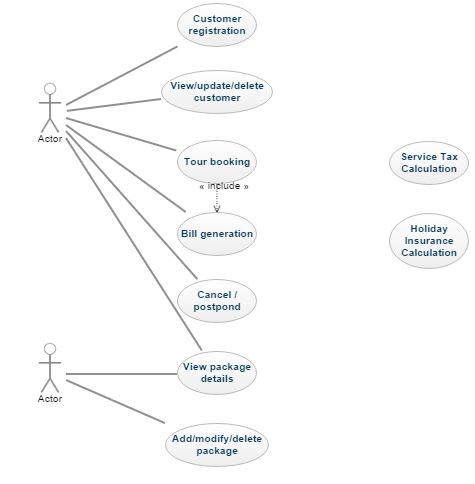 Customer
registration
View/update/delete
customer
Actor
Tour booking
Service Tax
Calculation
« include »
Bill generation
Holiday
Insurance
Calculation
Cancel /
postpond
View package
details
Actor
Add/modify/delete
package